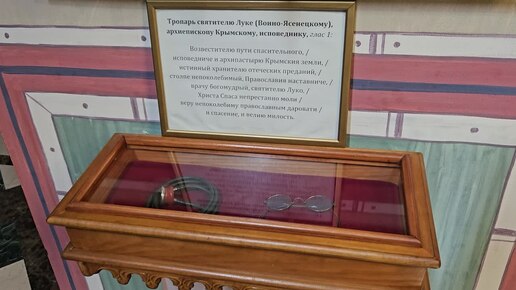 Тропарь святителю Луке (Войно-Ясенецкому),
архиепискову Крымскому, исповеднику, глас 1:
Возвестителю пути спасительного, /
исповедниче и архипастырю Крымския земли, /
истинный хранителю отеческих преданий, /
столпе непоколебимый, Православия наставниче, /
врачу богомудрый, святителю Луко, /
Христа Спаса непрестанно моли /
веру непоколебиму православным даровати /
и спасение, и велию милость.